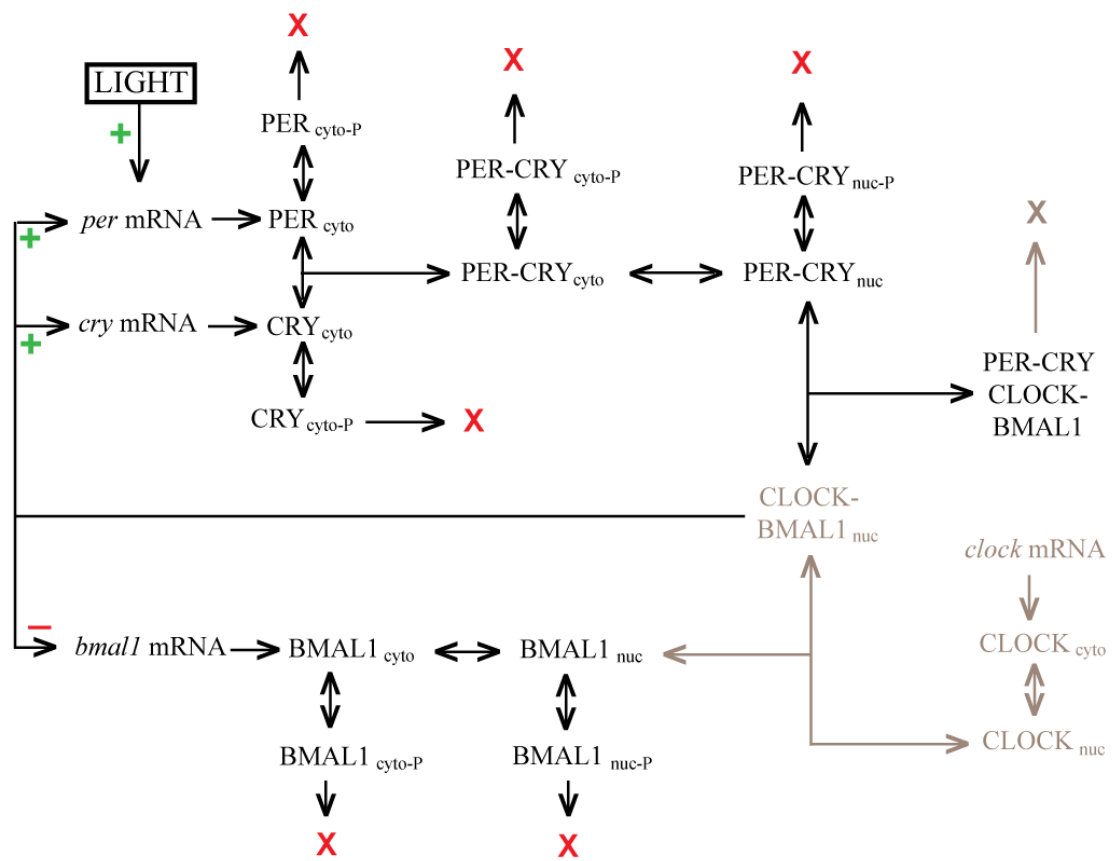 X
X
X
LIGHT
+
PER cyto-P
PER-CRY cyto-P
PER-CRY nuc-P
per mRNA
PER cyto
X
+
PER-CRY cyto
PER-CRY nuc
cry mRNA
CRY cyto
+
PER-CRY
CLOCK-
BMAL1
CRY cyto-P
X
CLOCK-
BMAL1 nuc
clock mRNA
−
bmal1 mRNA
BMAL1 cyto
BMAL1 nuc
CLOCK cyto
BMAL1 cyto-P
BMAL1 nuc-P
CLOCK nuc
X
X